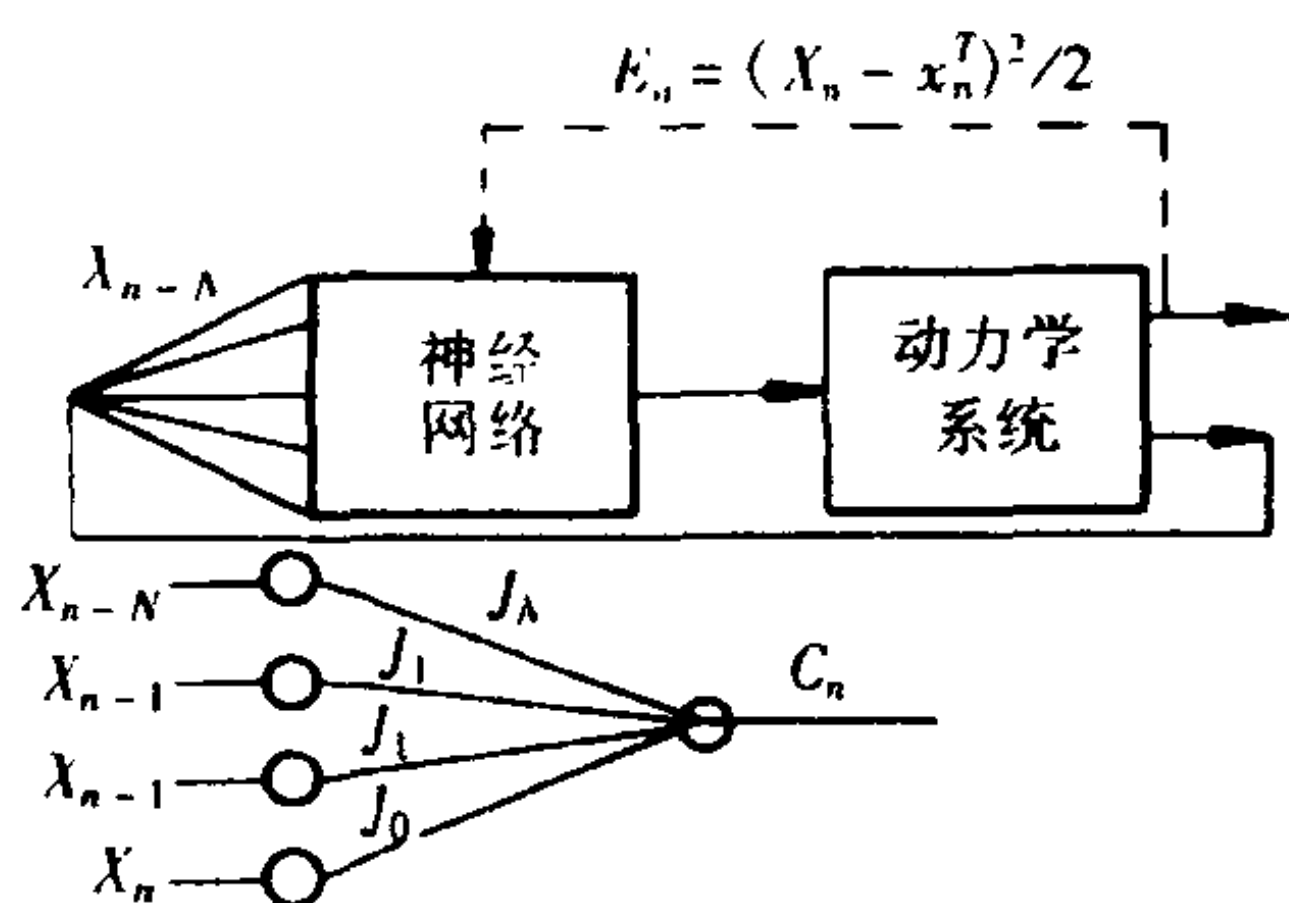 E_n = (X_n - x_n^T)^2/2
X_{n-N}
神经
网络
动力学
系统
X_{n-N}
J_N
X_{n-1}
J_1
C_n
X_{n-1}
J_1
J_0
X_n